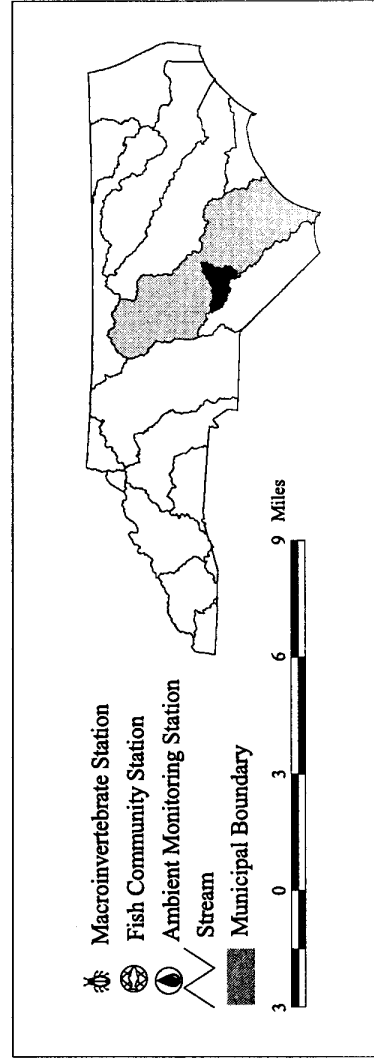 Macroinvertebrate Station
Fish Community Station
Ambient Monitoring Station
Stream
Municipal Boundary
3 0 3 6 9 Miles